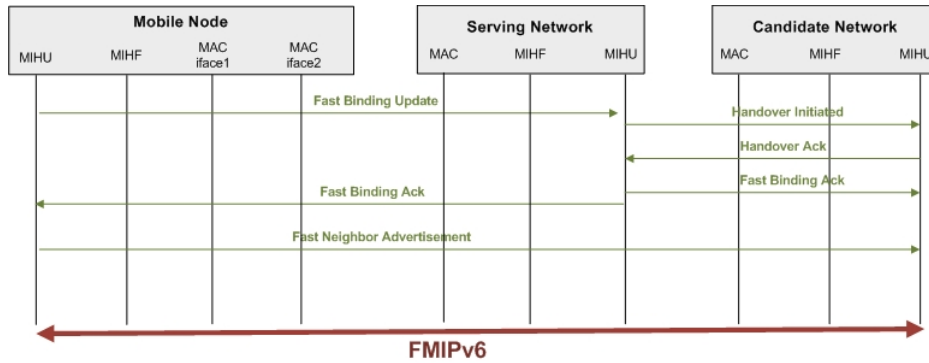 Mobile Node
Serving Network
Candidate Network
MIHU
MIHF
MAC
iface1
MAC
iface2
MAC
MIHF
MIHU
MAC
MIHF
MIHU
Fast Binding Update
Handover Initiated
Handover Ack
Fast Binding Ack
Fast Binding Ack
Fast Neighbor Advertisement
FMIPv6